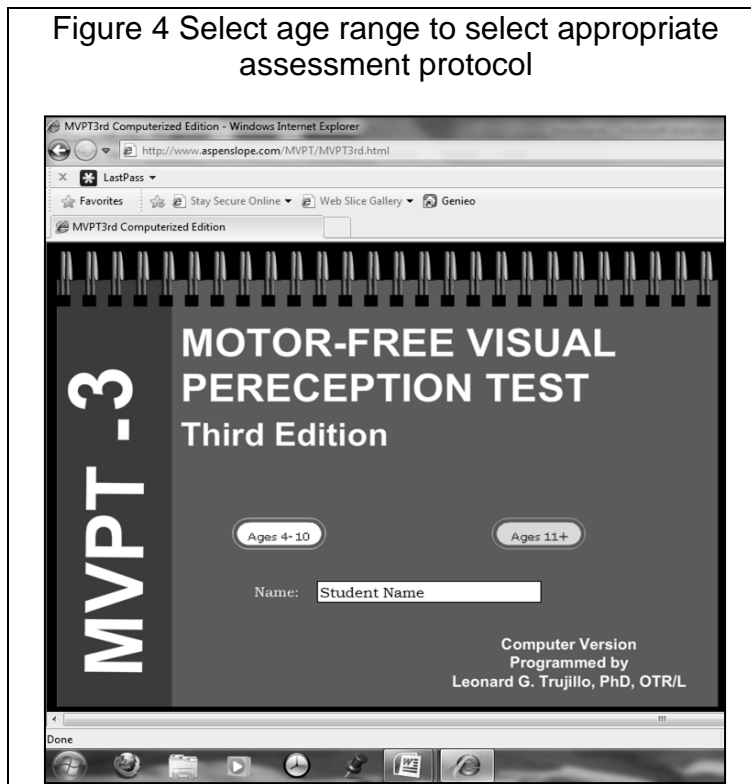 Figure 4 Select age range to select appropriate
assessment protocol
MVPT3rd Computerized Edition - Windows Internet Explorer
http://www.aspenslope.com/MVPT/MVPT3rd.html
× LastPass
Favorites Stay Secure Online Web Slice Gallery Genieo
MVPT3rd Computerized Edition
MVPT -3
MOTOR-FREE VISUAL
PERECEPTION TEST
Third Edition
Ages 4-10 Ages 11+
Name: Student Name
Computer Version
Programmed by
Leonard G. Trujillo, PhD, OTR/L
Done